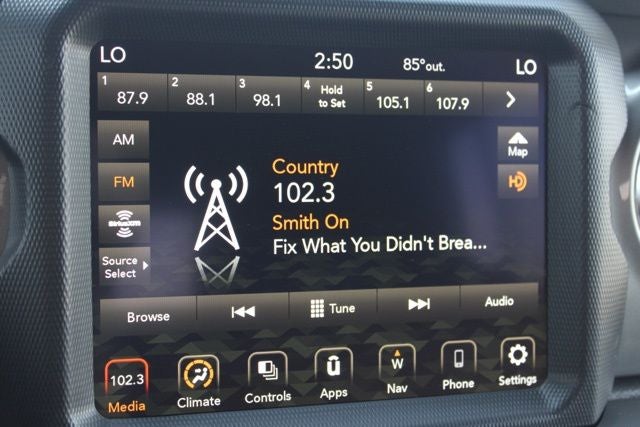 LO 2:50 85°out. LO
1 87.9 2 88.1 3 98.1 4 Hold to Set 5 105.1 6 107.9
AM
Map
FM
HD
Country
102.3
Smith On
Fix What You Didn't Brea...
SiriusXM
Source
Select
Browse Tune Audio
102.3
Media Climate Controls Apps N Nav Phone Settings